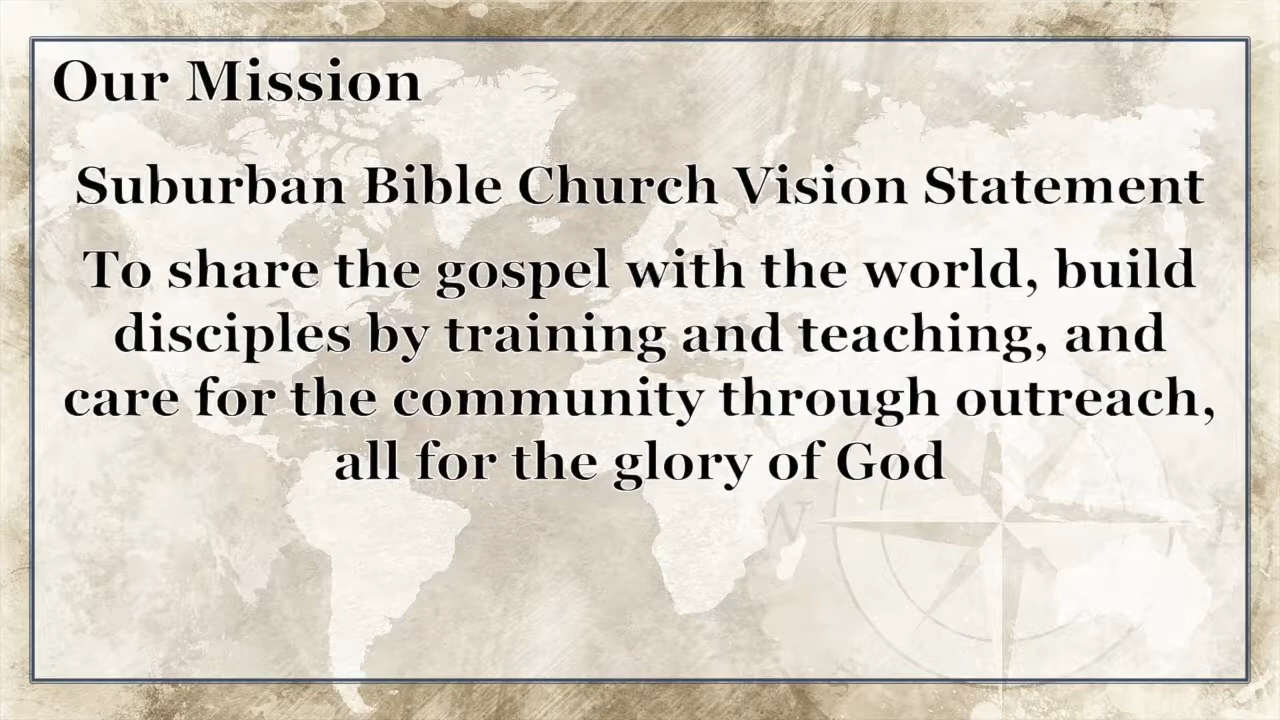 Our Mission
Suburban Bible Church Vision Statement
To share the gospel with the world, build
disciples by training and teaching, and
care for the community through outreach,
all for the glory of God
W